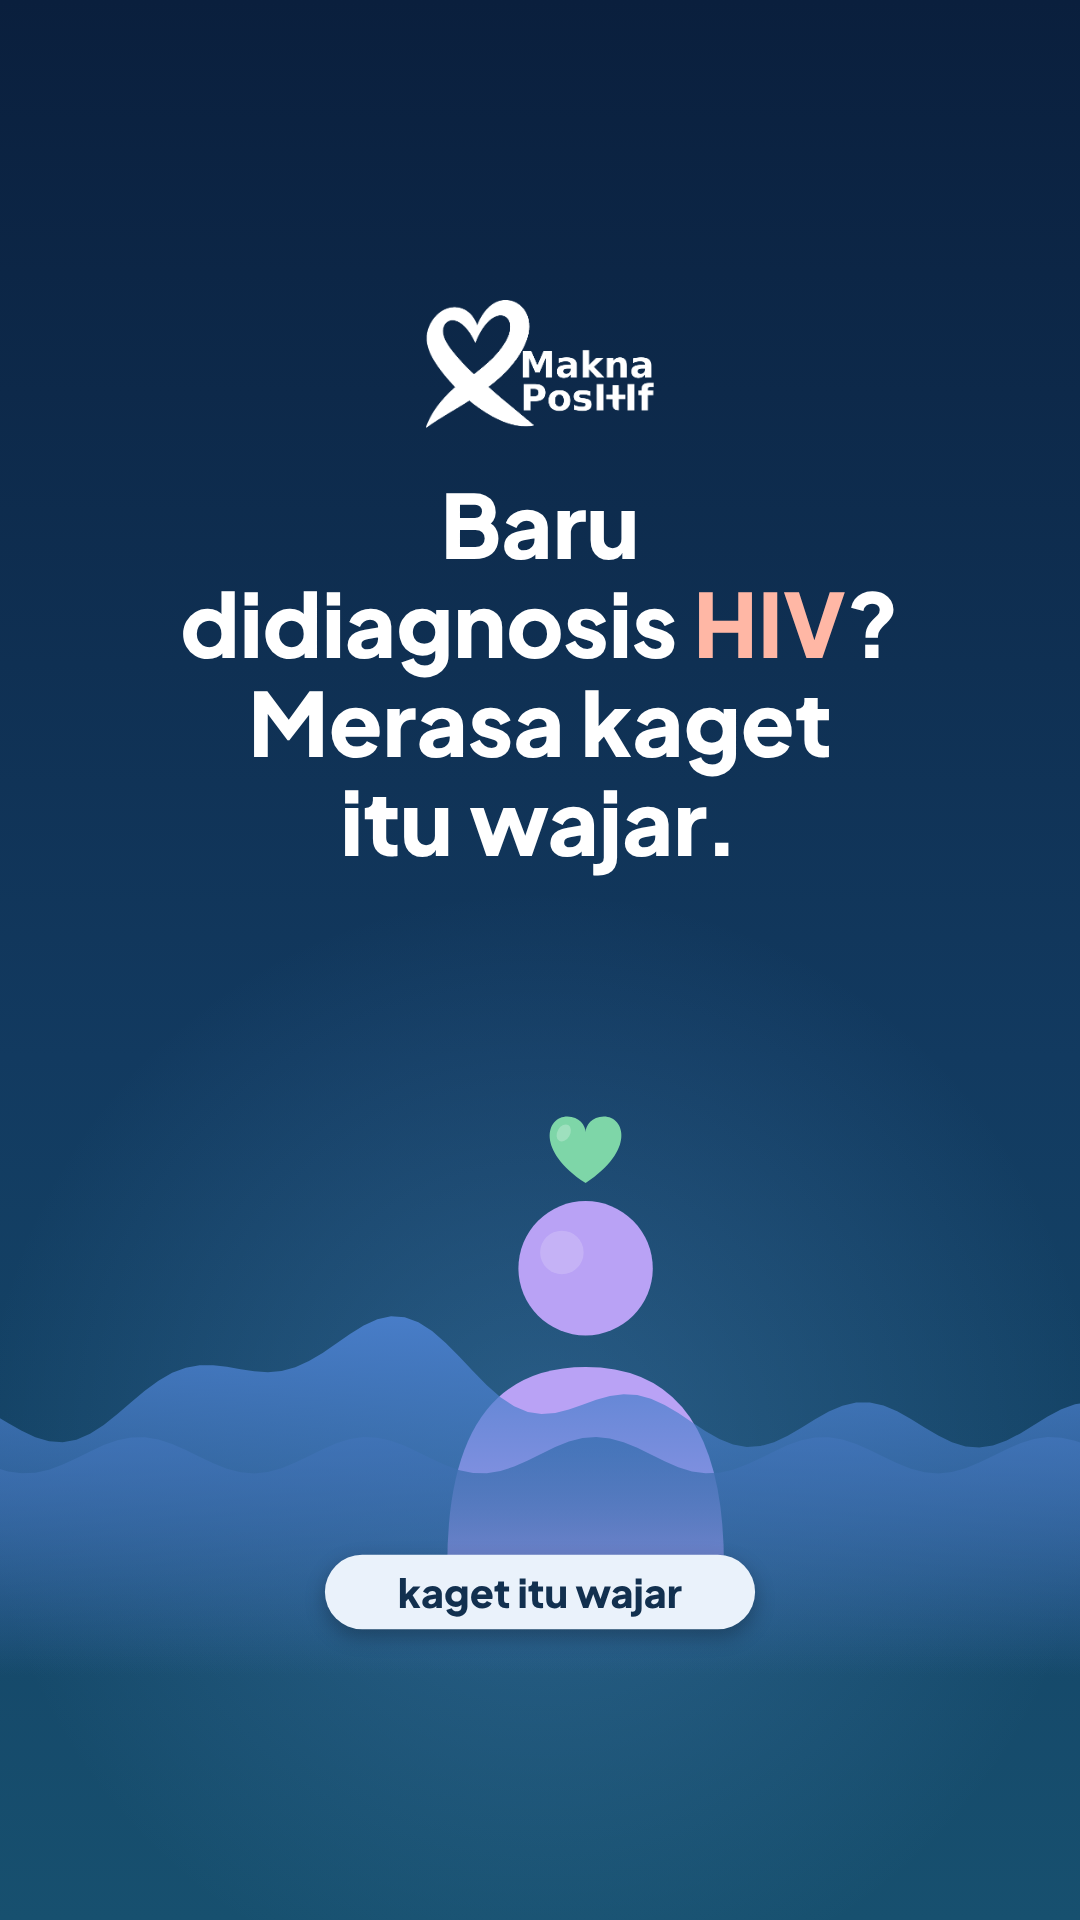 Makna
PosItIf
Baru
didiagnosis HIV?
Merasa kaget
itu wajar.
kaget itu wajar